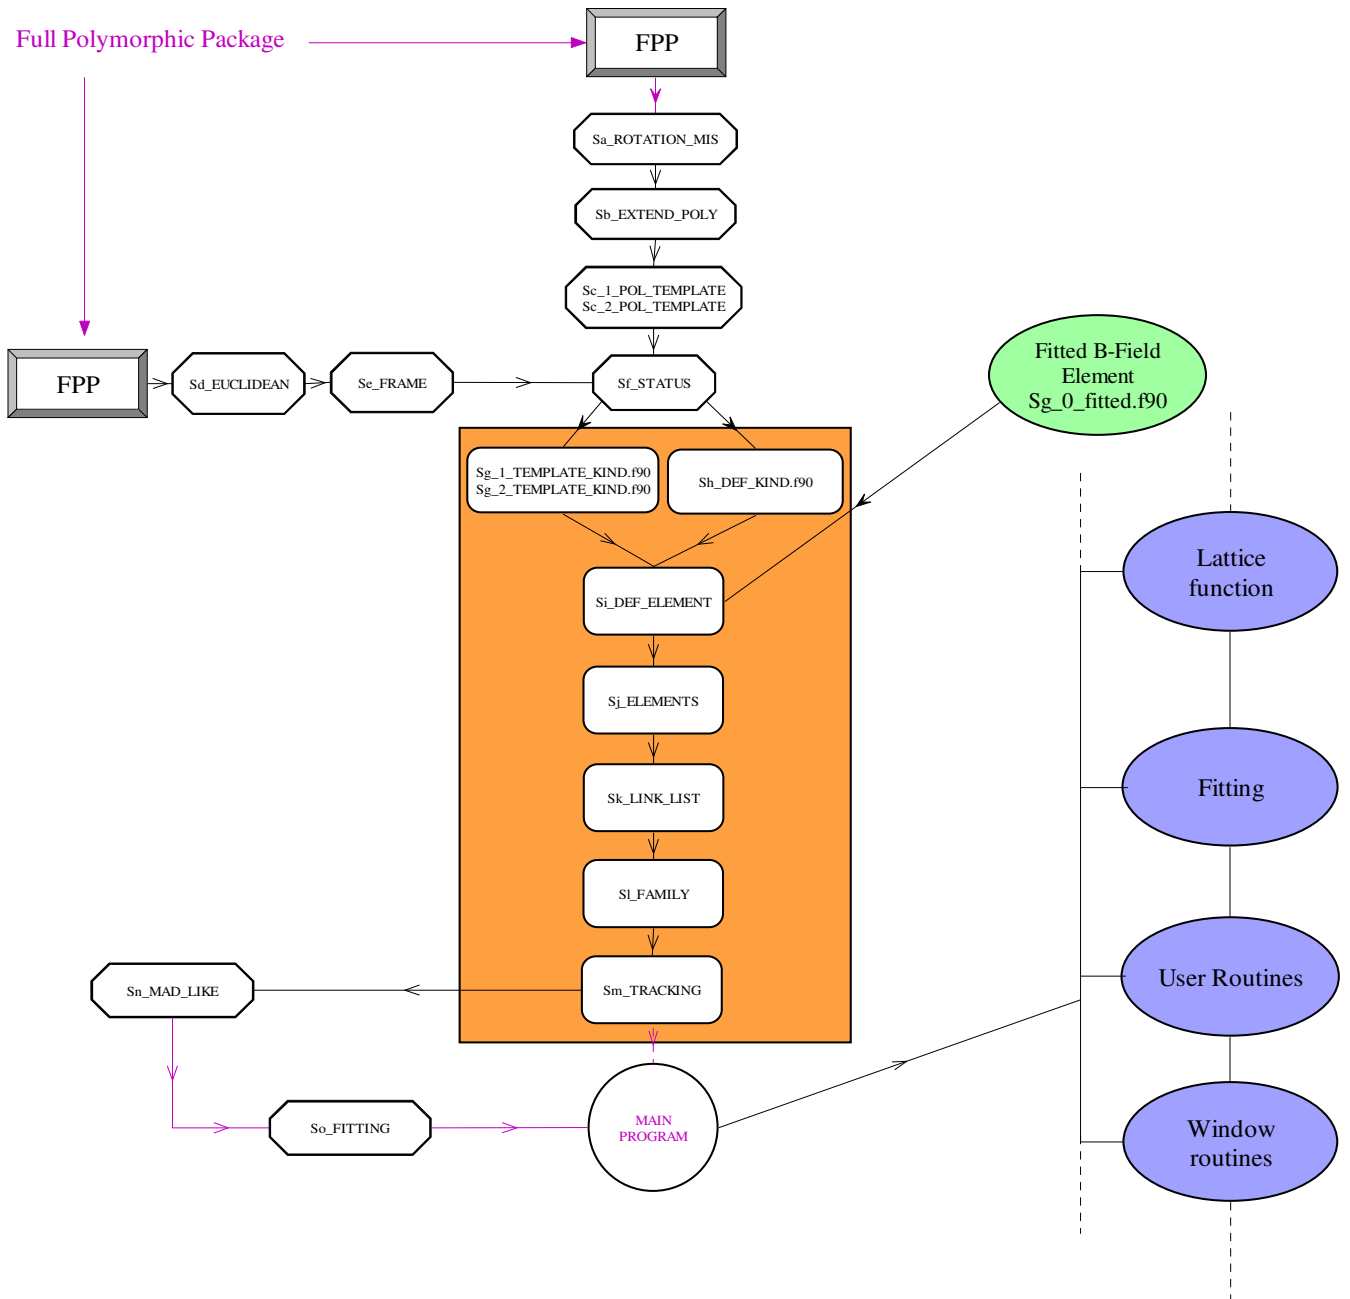 Full Polymorphic Package
FPP
Sa_ROTATION_MIS
Sb_EXTEND_POLY
Sc_1_POL_TEMPLATE
Sc_2_POL_TEMPLATE
FPP
Sd_EUCLIDEAN
Se_FRAME
Sf_STATUS
Fitted B-Field
Element
Sg_0_fitted.f90
Sg_1_TEMPLATE_KIND.f90
Sg_2_TEMPLATE_KIND.f90
Sh_DEF_KIND.f90
Lattice
function
Si_DEF_ELEMENT
Sj_ELEMENTS
Fitting
Sk_LINK_LIST
Sl_FAMILY
User Routines
Sn_MAD_LIKE
Sm_TRACKING
So_FITTING
MAIN
PROGRAM
Window
routines